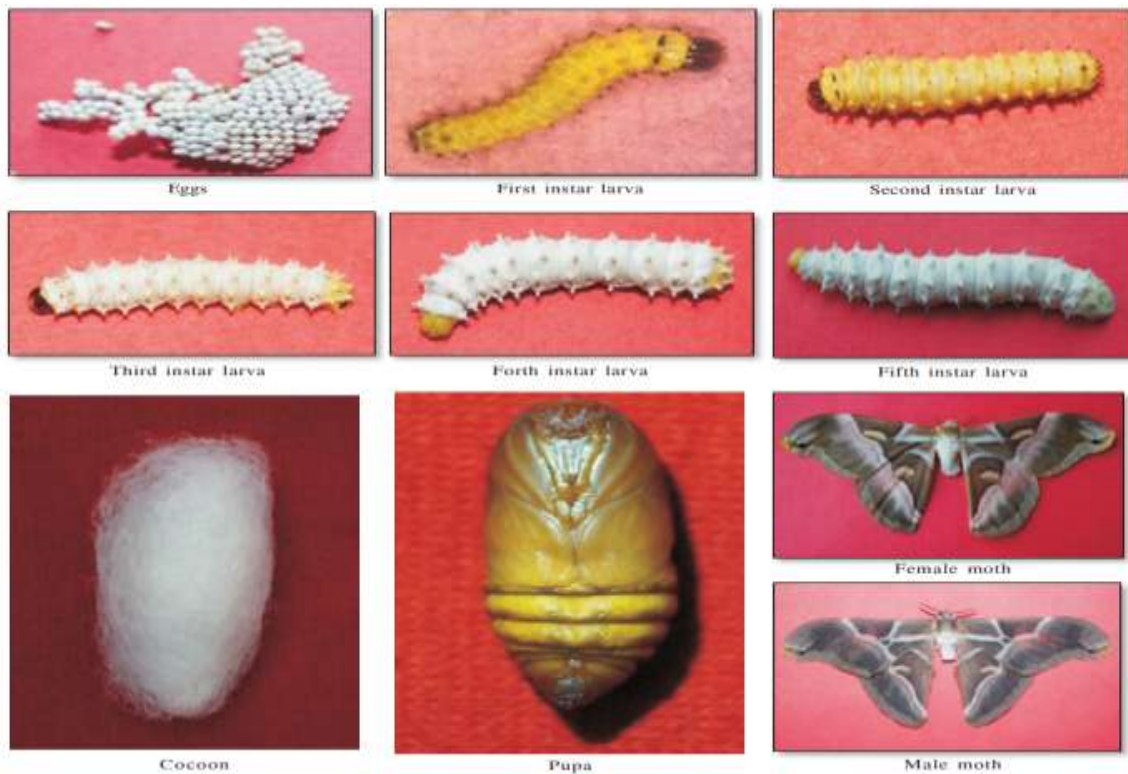 Eggs
First instar larva
Second instar larva
Third instar larva
Forth instar larva
Fifth instar larva
Cocoon
Pupa
Female moth
Male moth